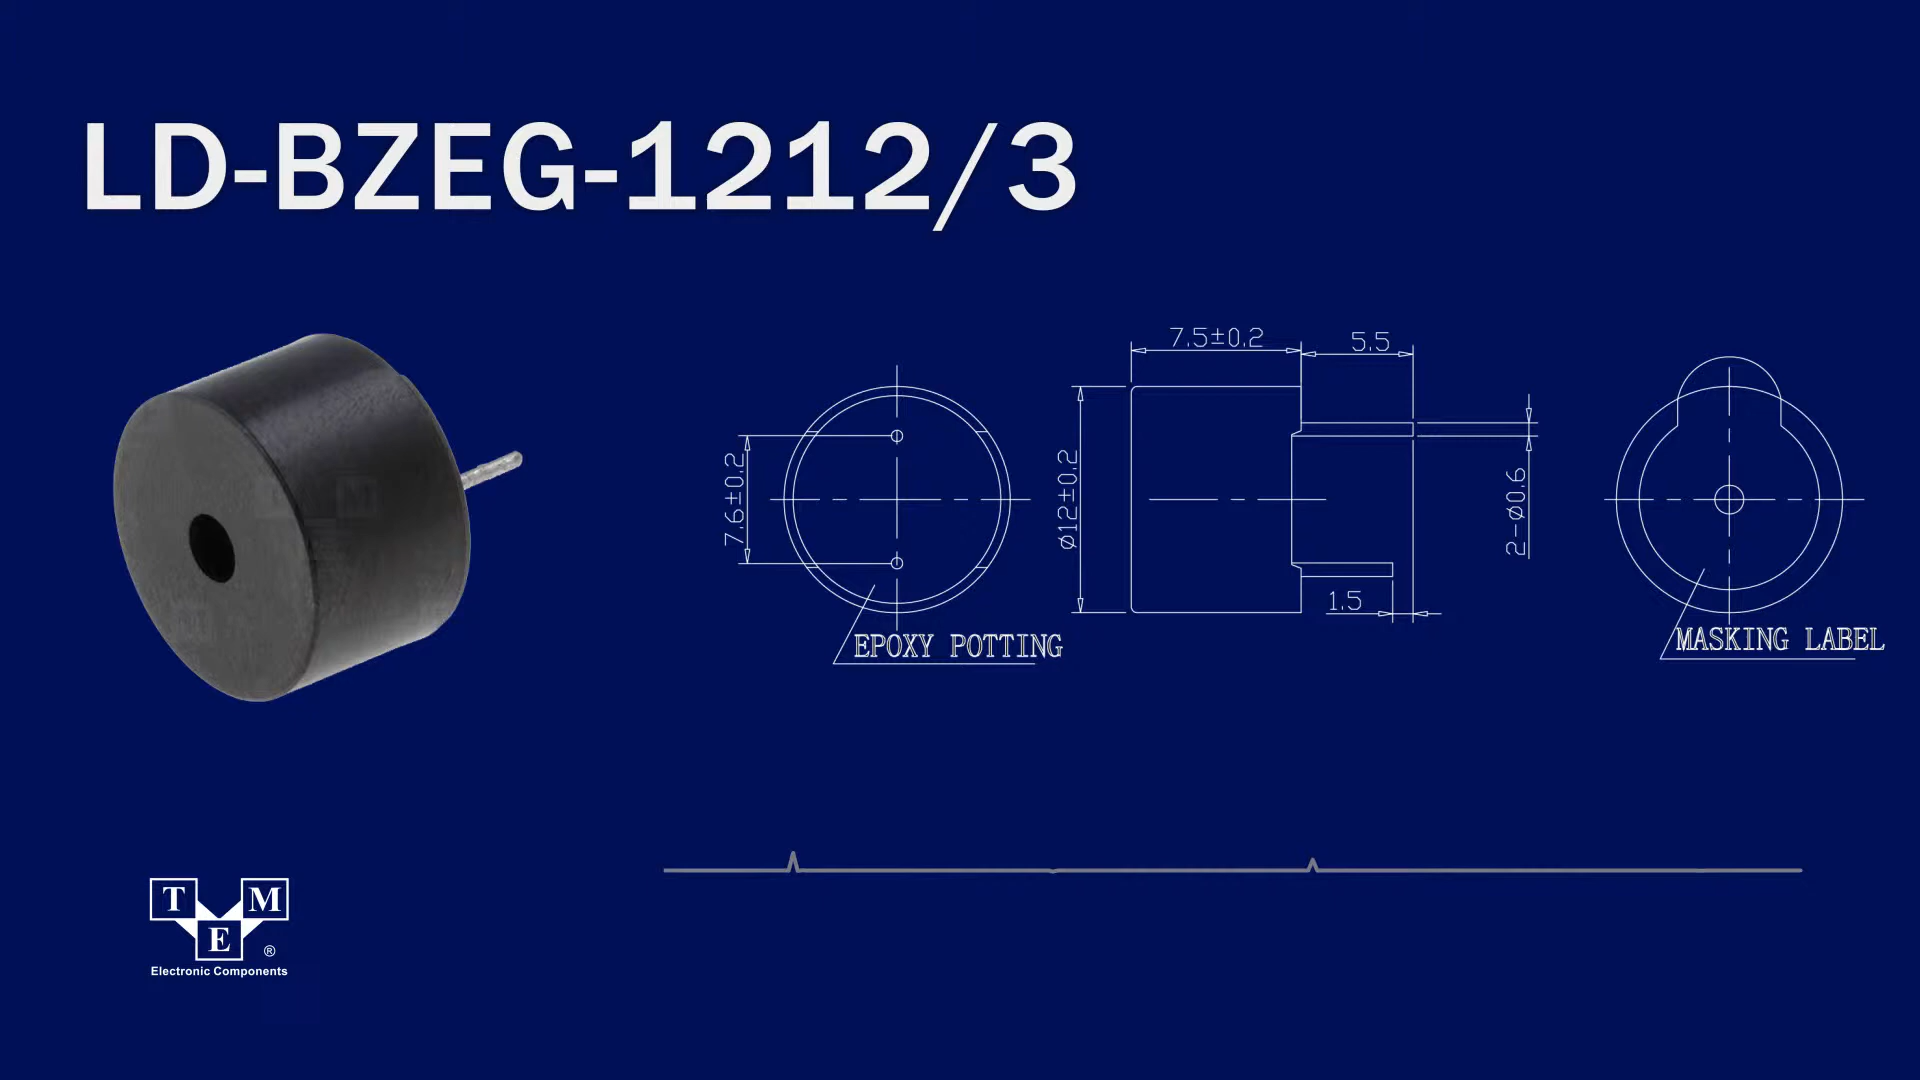 LD-BZEG-1212/3
7.5±0.2
5.5
7.6±0.2
ø12±0.2
2-ø0.6
1.5
EPOXY POTTING
MASKING LABEL
T M
E ®
Electronic Components